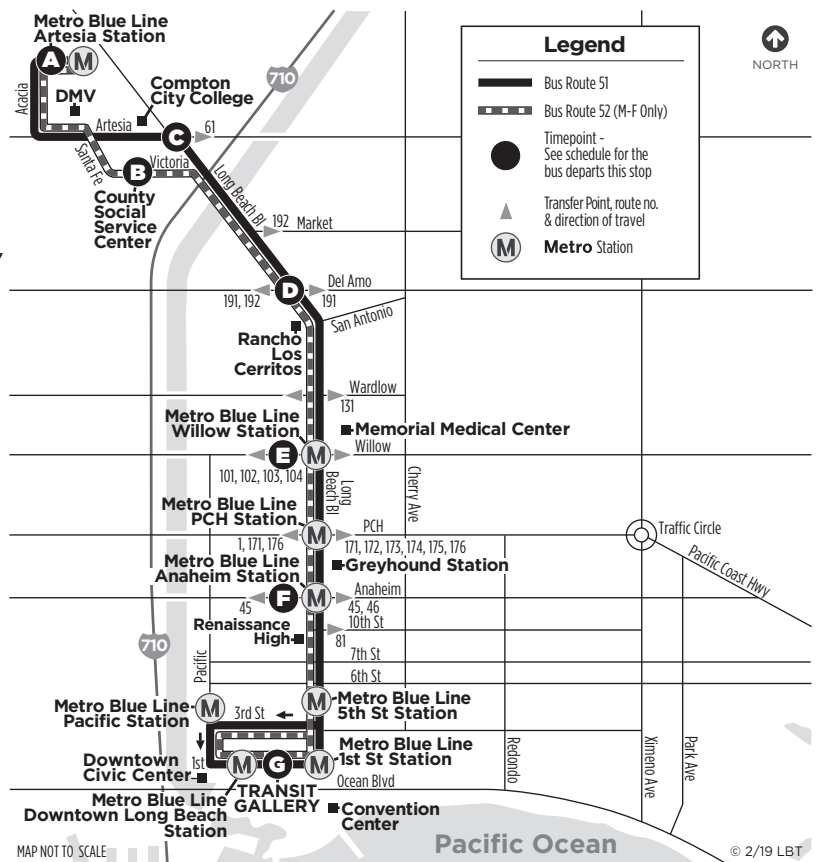 Metro Blue Line
Artesia Station
A
M
Acacia
DMV
Compton
City College
710
Artesia
C
61
Santa Fe
B
Victoria
County
Social
Service
Center
Long Beach Bl
192
Market
Legend
Bus Route 51
Bus Route 52 (M-F Only)
Timepoint -
See schedule for the
bus departs this stop
Transfer Point, route no.
& direction of travel
M
Metro Station
NORTH
D
Del Amo
191, 192
191
San Antonio
Rancho
Los
Cerritos
Wardlow
131
Metro Blue Line
Willow Station
Memorial Medical Center
E
M
Willow
101, 102, 103, 104
Long
Beach Bl
Cherry Ave
Metro Blue Line
PCH Station
M
PCH
1, 171, 176
171, 172, 173, 174, 175, 176
Traffic Circle
Pacific Coast Hwy
Metro Blue Line
Anaheim Station
Greyhound Station
F
M
Anaheim
45
45, 46
10th St
Renaissance
High
81
710
Pacific
7th St
6th St
Metro Blue Line
Pacific Station
M
3rd St
M
Metro Blue Line
5th St Station
Downtown
Civic Center
1st
M
G
M
Metro Blue Line
1st St Station
Redondo
Ximeno Ave
Park Ave
Ocean Blvd
TRANSIT
GALLERY
Metro Blue Line
Downtown Long Beach
Station
Convention
Center
Pacific Ocean
MAP NOT TO SCALE
© 2/19 LBT